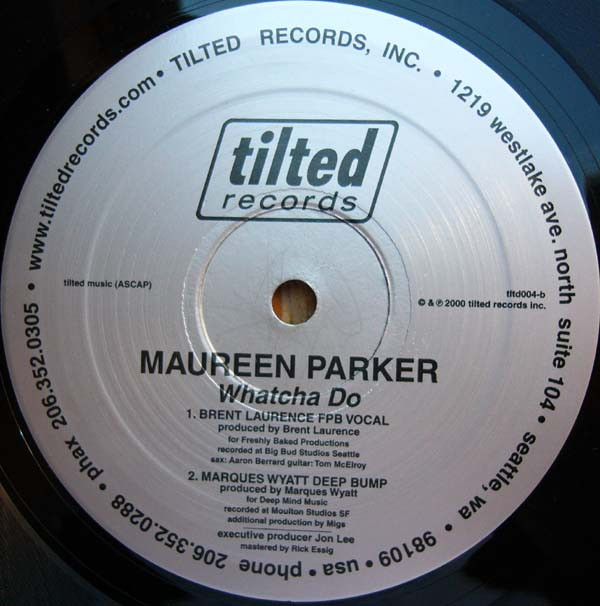 TILTED RECORDS, INC. • 1219 westlake ave. north suite 104 • seattle, wa • 98109 • usa • phone 206.352.0288 • phax 206.352.0305 • www.tiltedrecords.com •
tilted
records
tilted music (ASCAP)
tltd004-b
© & ℗ 2000 tilted records inc.
MAUREEN PARKER
Whatcha Do
1. BRENT LAURENCE FPB VOCAL
produced by Brent Laurence
for Freshly Baked Productions
recorded at Big Bud Studios Seattle
sax: Aaron Berrard guitar: Tom McElroy
2. MARQUES WYATT DEEP BUMP
produced by Marques Wyatt
for Deep Mind Music
recorded at Moulton Studios SF
additional production by Migs
executive producer Jon Lee
mastered by Rick Essig